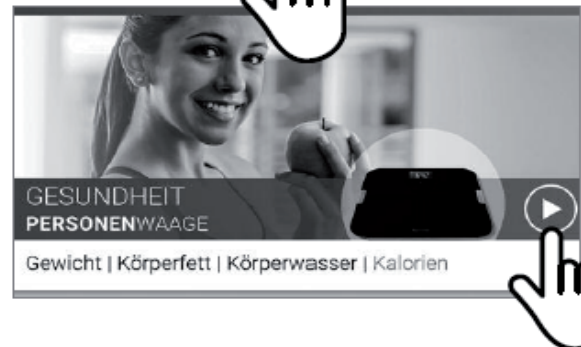 GESUNDHEIT
PERSONENWAAGE
Gewicht | Körperfett | Körperwasser | Kalorien